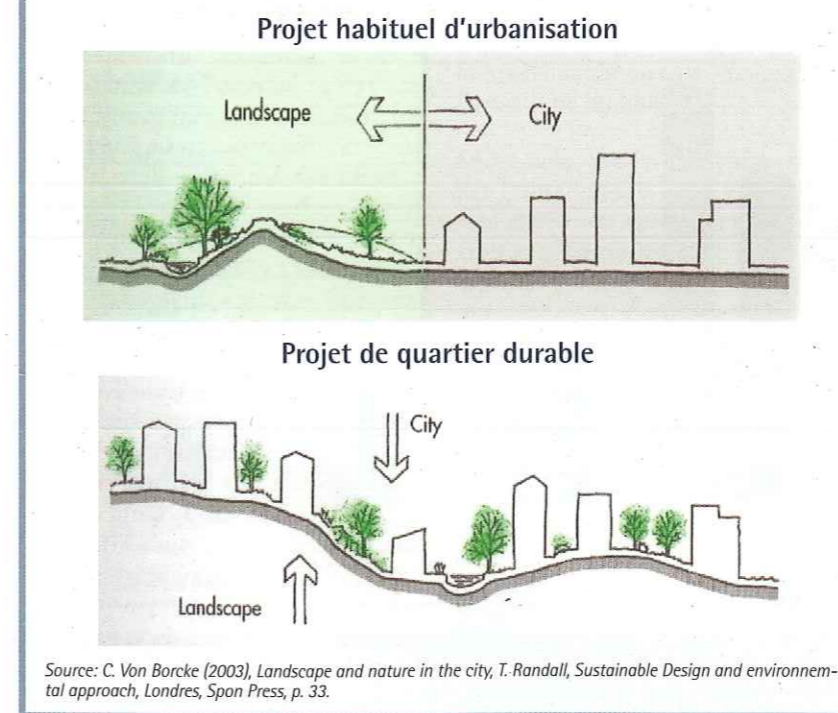 Projet habituel d'urbanisation
Landscape
City
Projet de quartier durable
City
Landscape
Source: C. Von Borcke (2003), Landscape and nature in the city, T. Randall, Sustainable Design and environnemen-
tal approach, Londres, Spon Press, p. 33.